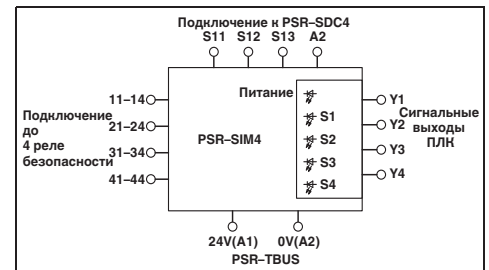 Подключение к PSR–SDC4
S11 S12 S13 A2
Питание
11–14
21–24
31–34
41–44
Подключение
до
4 реле
безопасности
PSR–SIM4
S1
S2
S3
S4
Y1
Y2
Y3
Y4
Сигнальные
выходы
ПЛК
24V(A1) 0V(A2)
PSR–TBUS